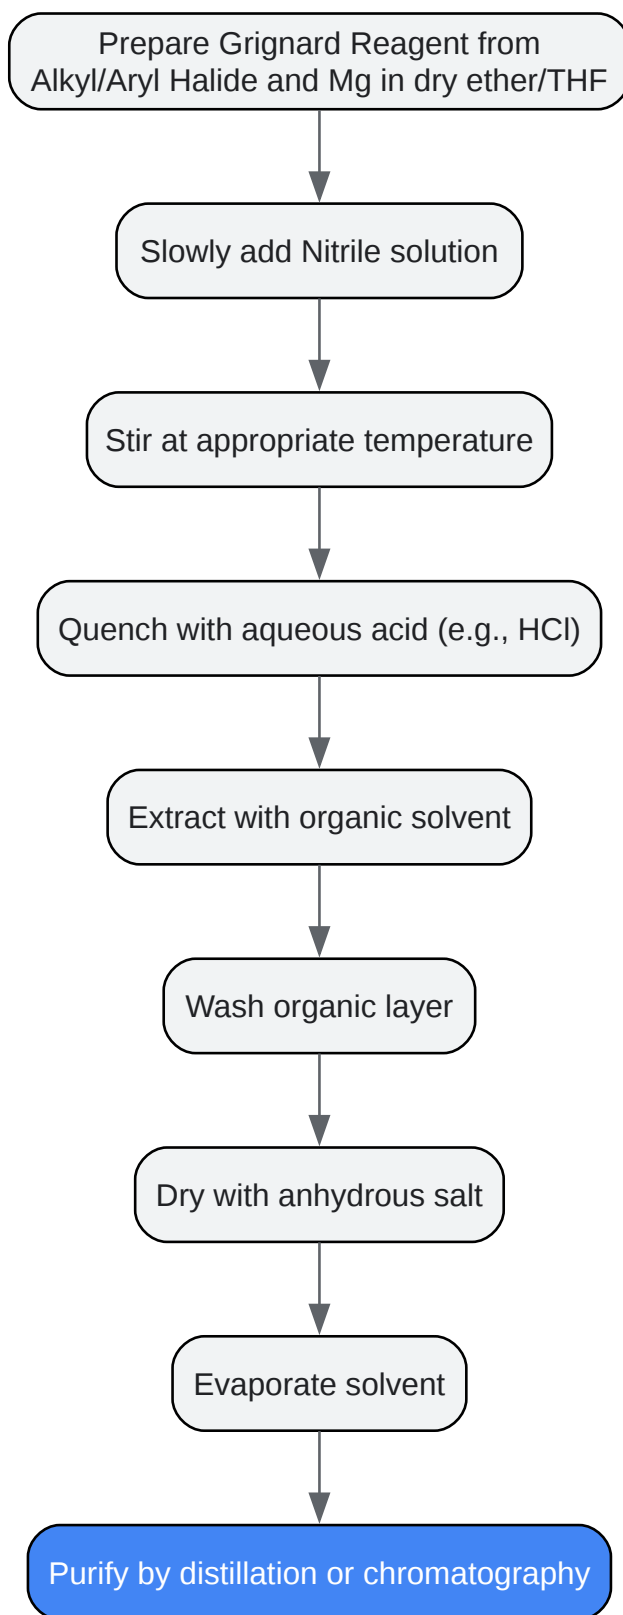 Prepare Grignard Reagent from
Alkyl/Aryl Halide and Mg in dry ether/THF
Slowly add Nitrile solution
Stir at appropriate temperature
Quench with aqueous acid (e.g., HCl)
Extract with organic solvent
Wash organic layer
Dry with anhydrous salt
Evaporate solvent
Purify by distillation or chromatography